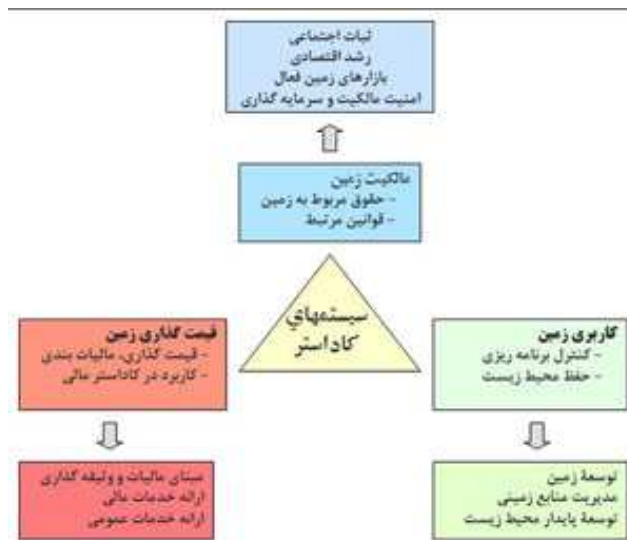 ثبات اجتماعی
رشد اقتصادی
بازارهای زمین فعال
امنیت مالکیت و سرمایه گذاری
مالکیت زمین
- حقوق مربوط به زمین
- قوانین مرتبط
سیستمهاي
کاداستر
کاربری زمین
- کنترل برنامه ریزی
- حفظ محیط زیست
قیمت گذاری زمین
- قیمت گذاری، مالیات بندی
- کاربرد در کاداستر مالی
توسعهٔ زمین
مدیریت منابع زمینی
توسعهٔ پایدار محیط زیست
مبنای مالیات و وثیقه گذاری
ارائه خدمات مالی
ارائه خدمات عمومی